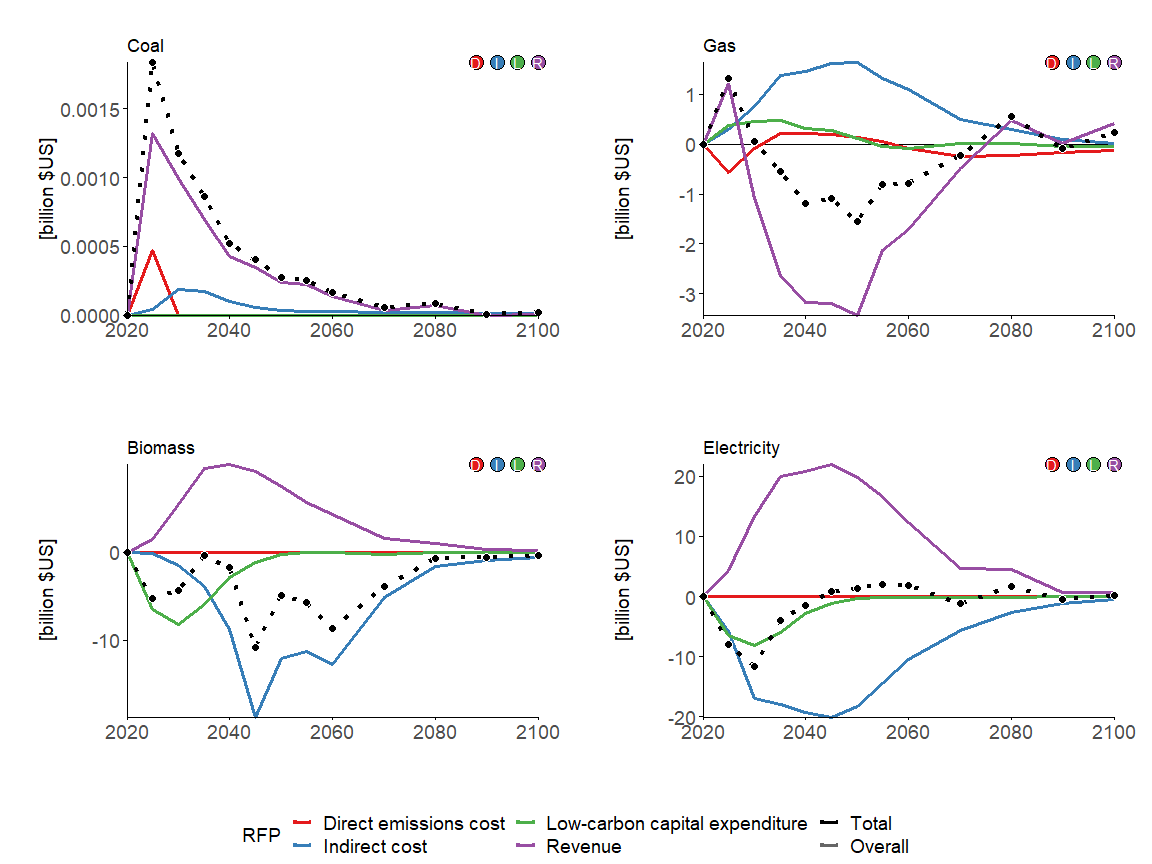 Coal
D I L R
[billion $US]
0.0015
0.0010
0.0005
0.0000
2020 2040 2060 2080 2100
Gas
D I L R
[billion $US]
1
0
-1
-2
-3
2020 2040 2060 2080 2100
Biomass
D I L R
[billion $US]
0
-10
2020 2040 2060 2080 2100
Electricity
D I L R
[billion $US]
20
10
0
-10
-20
2020 2040 2060 2080 2100
RFP
Direct emissions cost Low-carbon capital expenditure Total
Indirect cost Revenue Overall